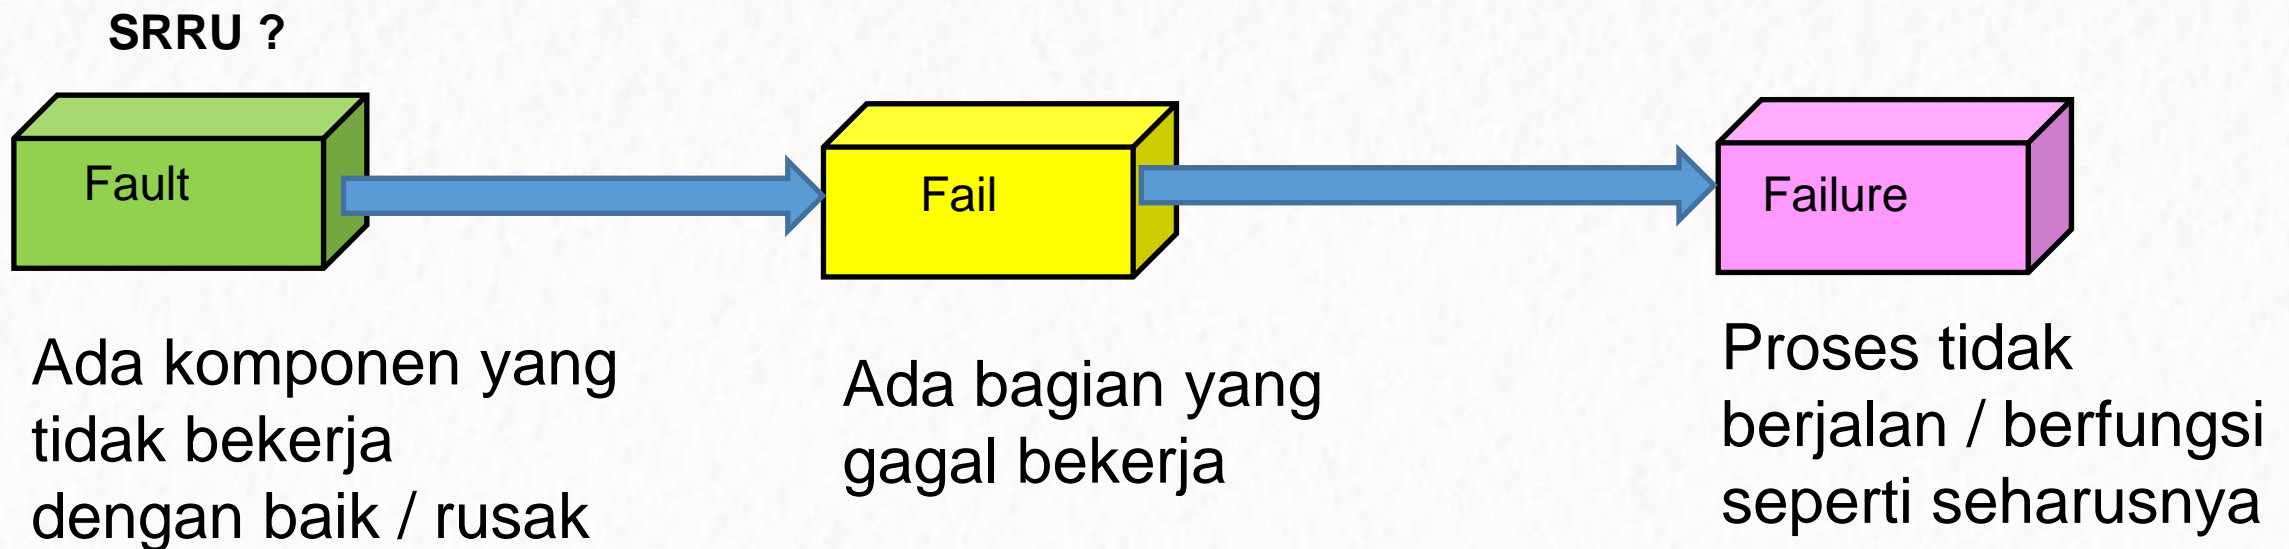 SRRU ?
Fault
Fail
Failure
Ada komponen yang
tidak bekerja
dengan baik / rusak
Ada bagian yang
gagal bekerja
Proses tidak
berjalan / berfungsi
seperti seharusnya